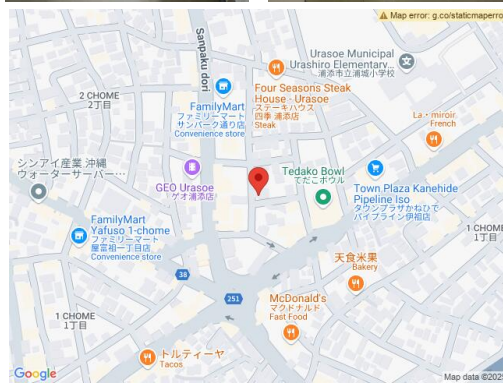 Map error: g.co/staticmaperro
Sanpaku dori
Urasoe Municipal
Urashiro Elementary...
浦添市立浦城小学校
2 CHOME
2丁目
Four Seasons Steak
House - Urasoe
ステーキハウス
四季 浦添店
Steak
FamilyMart
ファミリーマート
サンパーク通り店
Convenience store
La・miroir
French
シンアイ産業 沖縄
ウォーターサーバー...
GEO Urasoe
ゲオ浦添店
Tedako Bowl
てだこボウル
Town Plaza Kanehide
Pipeline Iso
タウンプラザかねひで
パイプライン伊祖店
FamilyMart
Yafuso 1-chome
ファミリーマート
屋富祖一丁目店
Convenience store
1 CHOME
1丁目
天食米果
Bakery
38
251
1 CHOME
1丁目
McDonald's
マクドナルド
Fast Food
トルティーヤ
Tacos
Google
Map data ©202